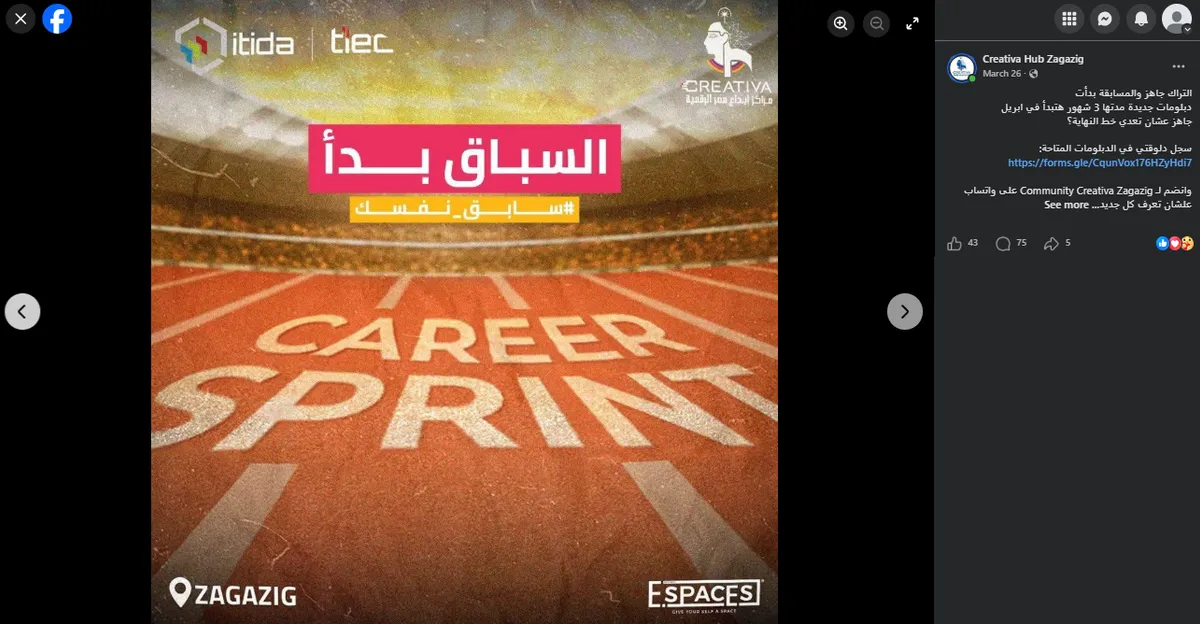 itida
tiec
CREATIVA
مراكز إبداع مصر الرقمية
السباق بــدأ
#ســابــق_نـفـسـك
CAREER
SPRINT
ZAGAZIG
E.SPACES
GIVE YOUR SELF A SPACE
Creativa Hub Zagazig
March 26
التراك جاهز والمسابقة بدأت
دبلومات جديدة مدتها 3 شهور هتبدأ في ابريل
جاهز عشان تعدي خط النهاية؟
سجل دلوقتي في الدبلومات المتاحة:
https://forms.gle/CqunVox176HZyHdi7
وانضم لـ Community Creativa Zagazig على واتساب
علشان تعرف كل جديد... See more
43
75
5